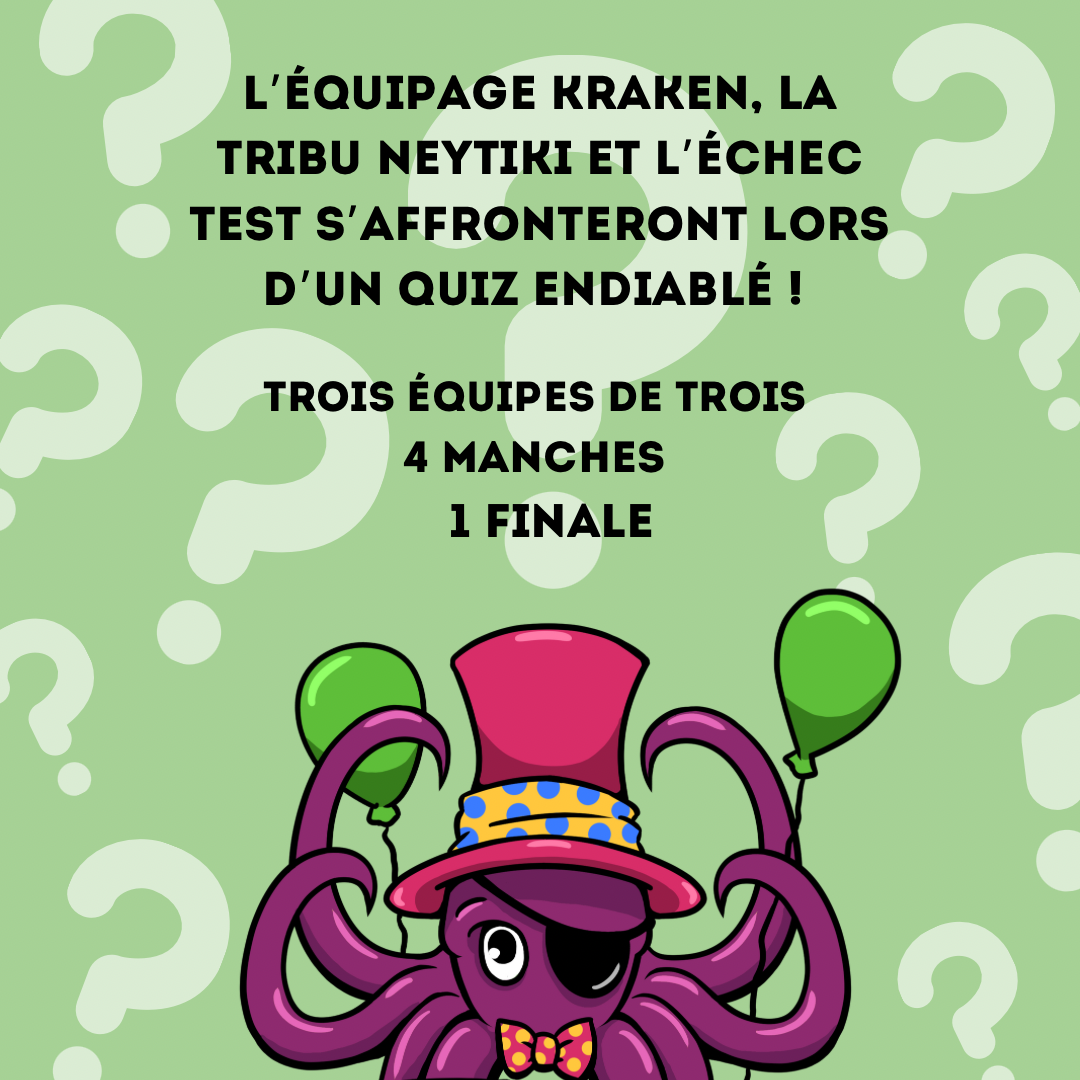 L'ÉQUIPAGE KRAKEN, LA
TRIBU NEYTIKI ET L'ÉCHEC
TEST S'AFFRONTERONT LORS
D'UN QUIZ ENDIABLÉ !
TROIS ÉQUIPES DE TROIS
4 MANCHES
1 FINALE